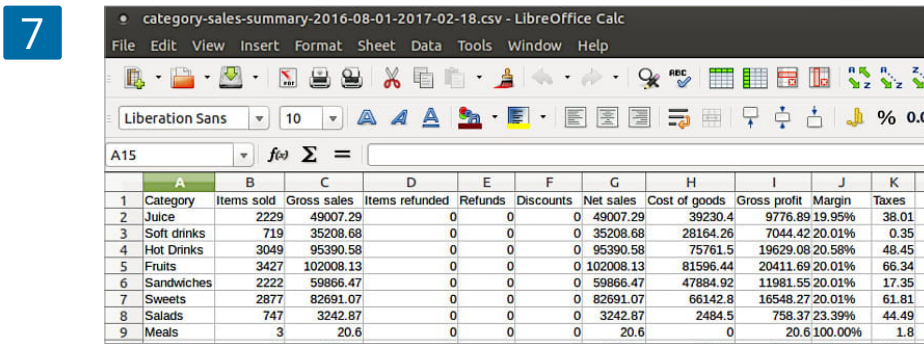 7
category-sales-summary-2016-08-01-2017-02-18.csv - LibreOffice Calc
File Edit View Insert Format Sheet Data Tools Window Help
Liberation Sans 10 % 0.0
A15 f(x) Σ =
A B C D E F G H I J K
1 Category Items sold Gross sales Items refunded Refunds Discounts Net sales Cost of goods Gross profit Margin Taxes
2 Juice 2229 49007.29 0 0 0 49007.29 39230.4 9776.89 19.95% 38.01
3 Soft drinks 719 35208.68 0 0 0 35208.68 28164.26 7044.42 20.01% 0.35
4 Hot Drinks 3049 95390.58 0 0 0 95390.58 75761.5 19629.08 20.58% 48.45
5 Fruits 3427 102008.13 0 0 0 102008.13 81596.44 20411.69 20.01% 66.34
6 Sandwiches 2222 59866.47 0 0 0 59866.47 47884.92 11981.55 20.01% 17.35
7 Sweets 2877 82691.07 0 0 0 82691.07 66142.8 16548.27 20.01% 61.81
8 Salads 747 3242.87 0 0 0 3242.87 2484.5 758.37 23.39% 44.49
9 Meals 3 20.6 0 0 0 20.6 0 20.6 100.00% 1.8